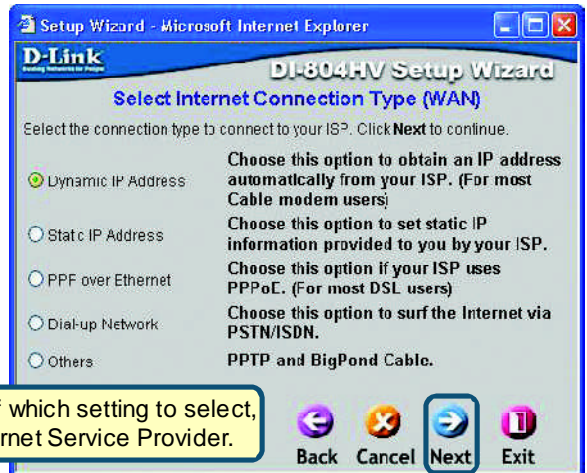 Setup Wizard - Microsoft Internet Explorer
D-Link
Building Networks for People
DI-804HV Setup Wizard
Select Internet Connection Type (WAN)
Select the connection type to connect to your ISP. Click Next to continue.
Dynamic IP Address
Choose this option to obtain an IP address
automatically from your ISP. (For most
Cable modem users)
Static IP Address
Choose this option to set static IP
information provided to you by your ISP.
PPP over Ethernet
Choose this option if your ISP uses
PPPoE. (For most DSL users)
Dial-up Network
Choose this option to surf the Internet via
PSTN/ISDN.
Others
PPTP and BigPond Cable.
which setting to select,
rnet Service Provider.
Back Cancel Next Exit